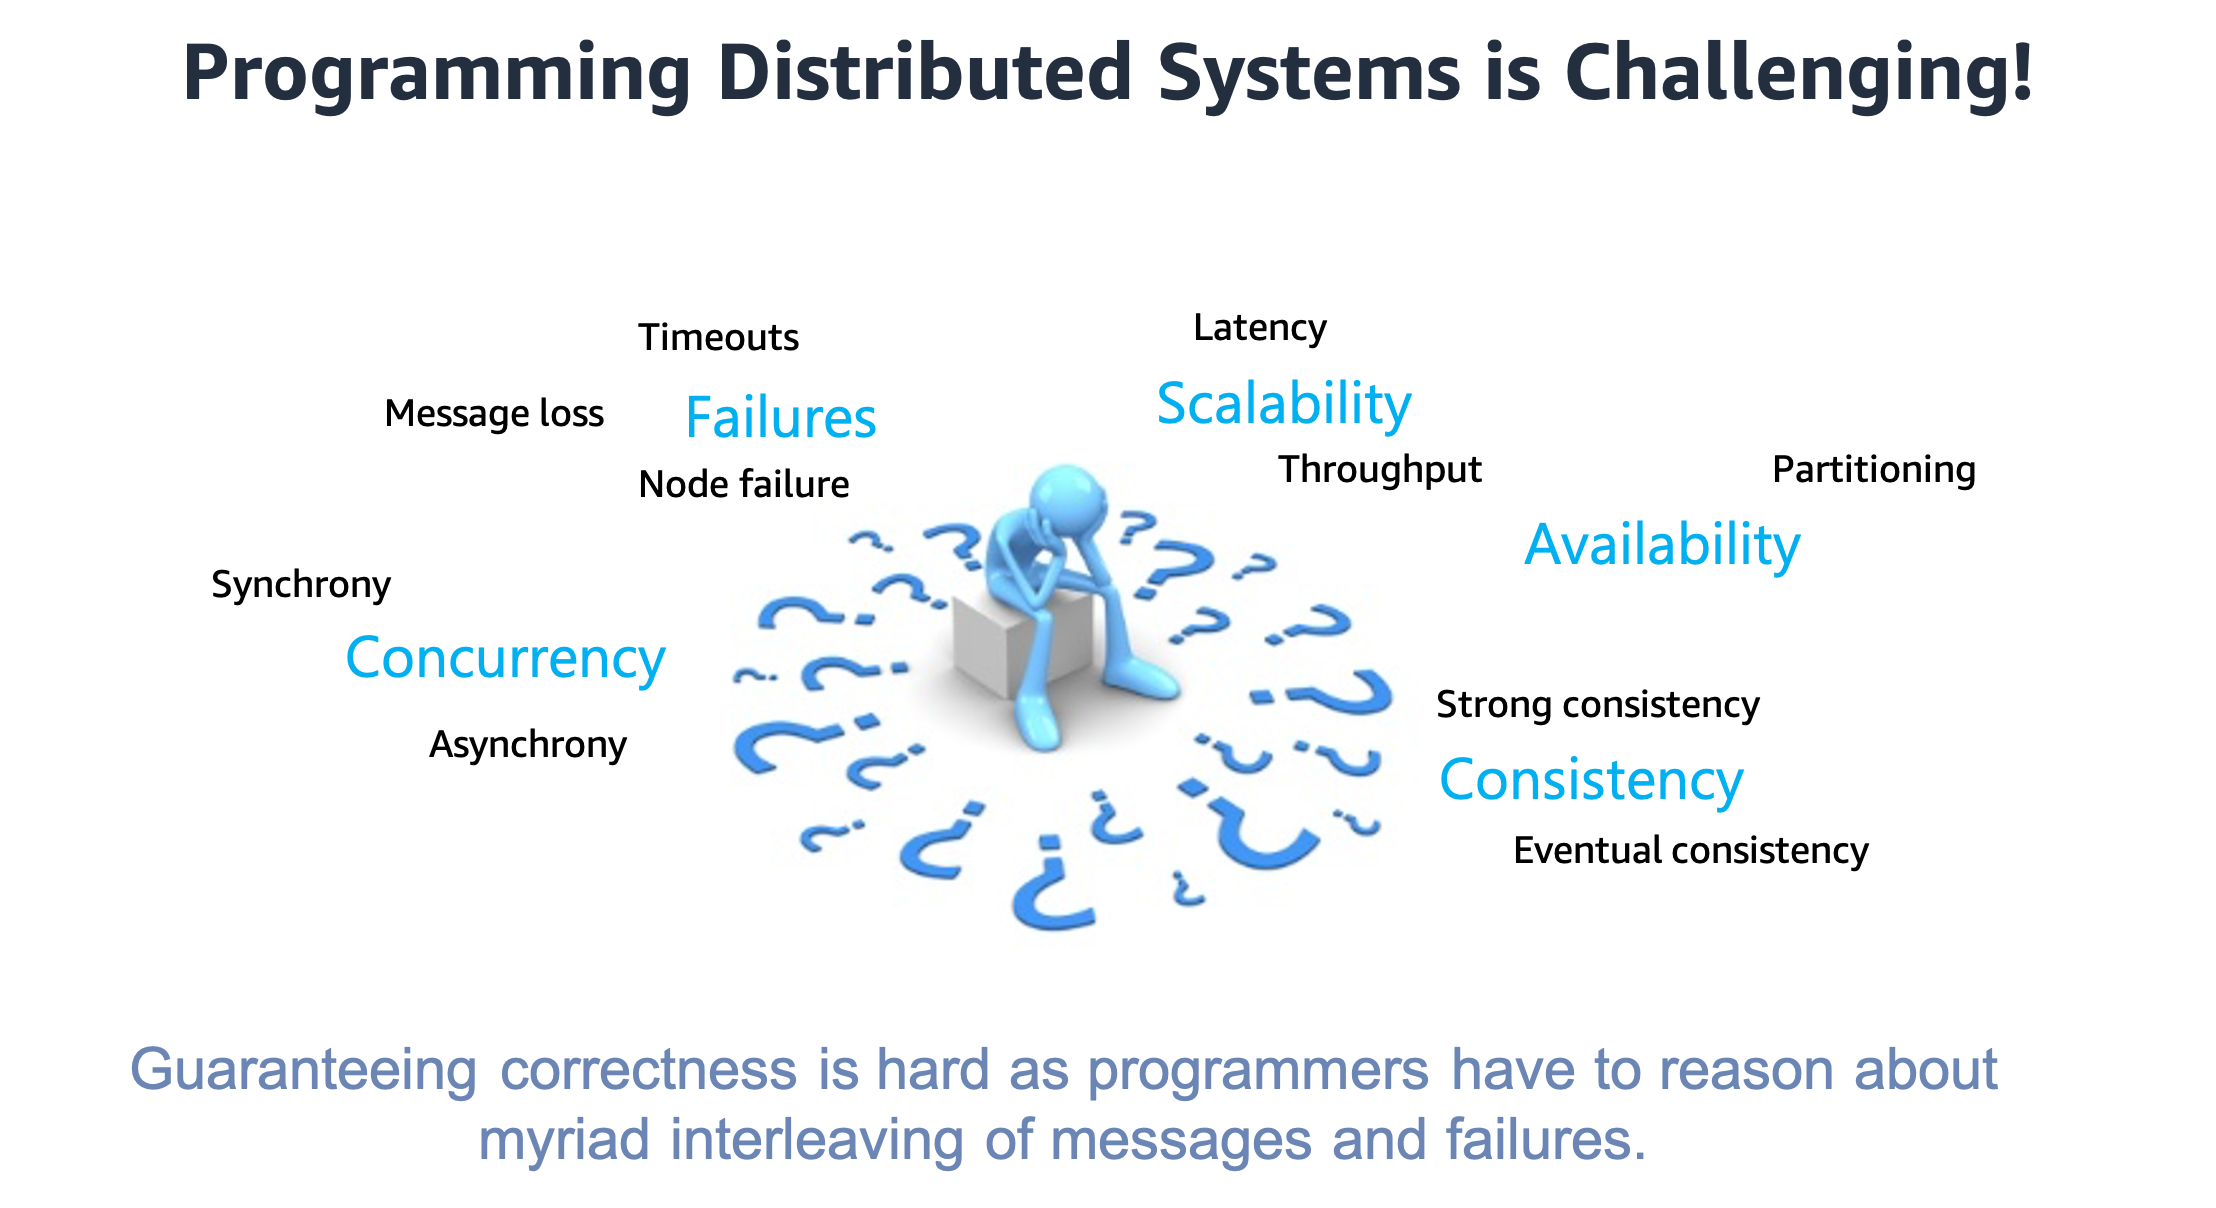 Programming Distributed Systems is Challenging!
Timeouts
Message loss
Failures
Node failure
Latency
Scalability
Throughput
Partitioning
Availability
Synchrony
Concurrency
Asynchrony
Strong consistency
Consistency
Eventual consistency
Guaranteeing correctness is hard as programmers have to reason about
myriad interleaving of messages and failures.